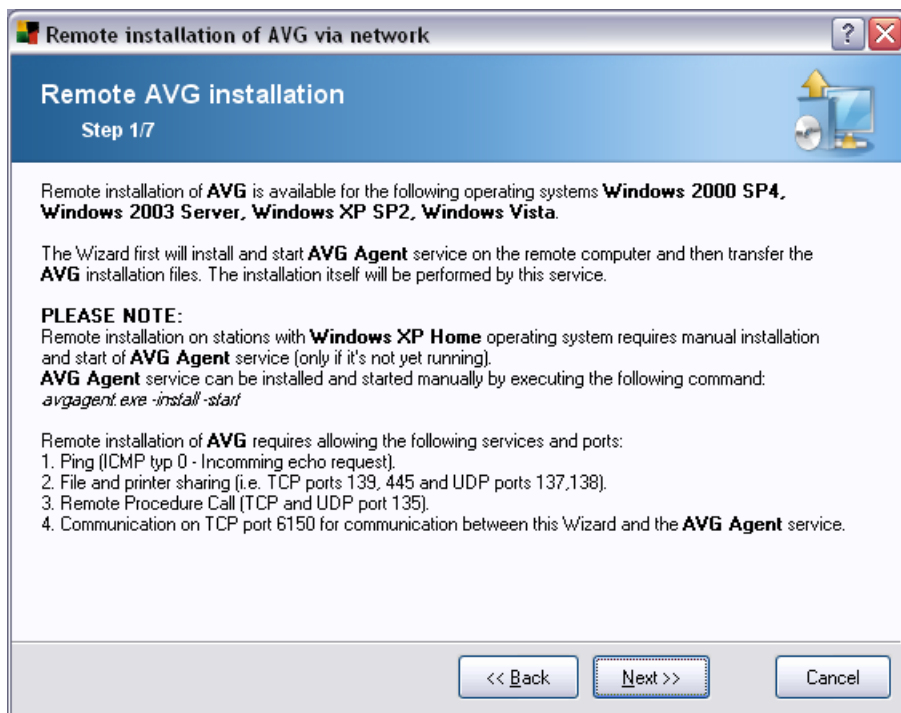 Remote installation of AVG via network
Remote AVG installation
Step 1/7
Remote installation of AVG is available for the following operating systems Windows 2000 SP4,
Windows 2003 Server, Windows XP SP2, Windows Vista.
The Wizard first will install and start AVG Agent service on the remote computer and then transfer the
AVG installation files. The installation itself will be performed by this service.
PLEASE NOTE:
Remote installation on stations with Windows XP Home operating system requires manual installation
and start of AVG Agent service (only if it's not yet running).
AVG Agent service can be installed and started manually by executing the following command:
avgagent.exe -install -start
Remote installation of AVG requires allowing the following services and ports:
1. Ping (ICMP typ 0 - Incomming echo request).
2. File and printer sharing (i.e. TCP ports 139, 445 and UDP ports 137,138).
3. Remote Procedure Call (TCP and UDP port 135).
4. Communication on TCP port 6150 for communication between this Wizard and the AVG Agent service.
<< Back
Next >>
Cancel